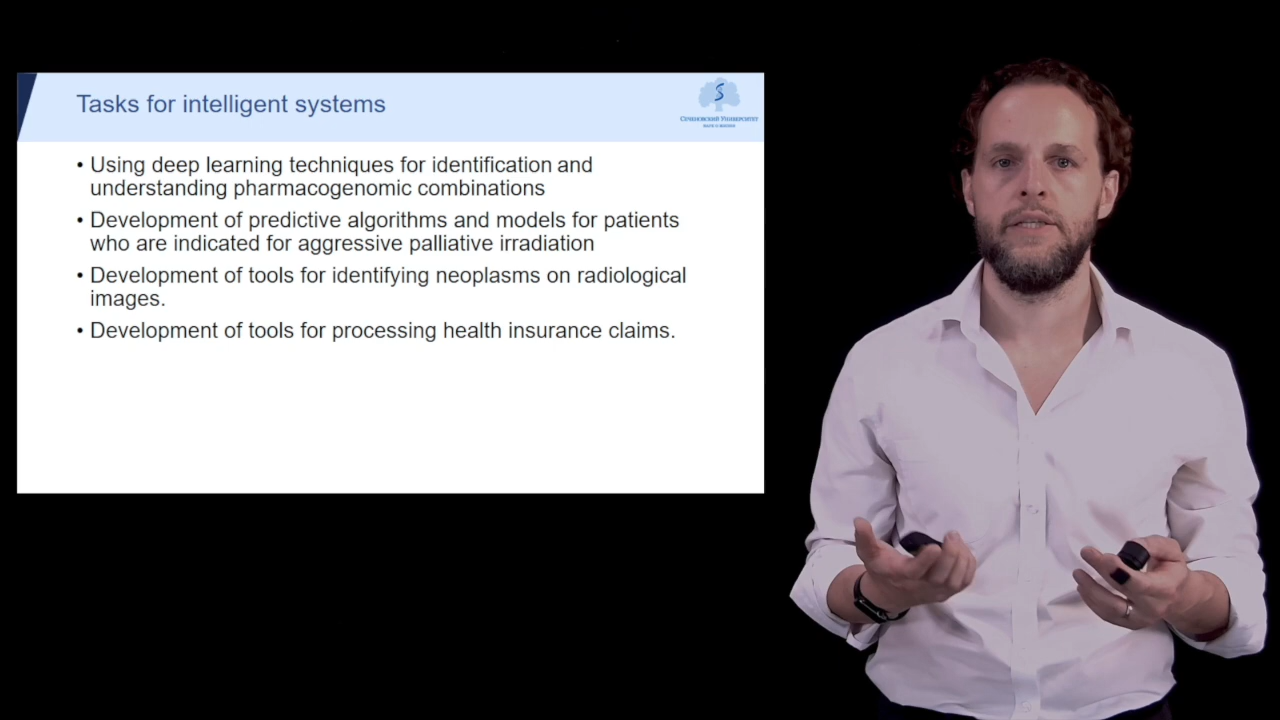 Tasks for intelligent systems
Сеченовский Университет
• Using deep learning techniques for identification and
understanding pharmacogenomic combinations
• Development of predictive algorithms and models for patients
who are indicated for aggressive palliative irradiation
• Development of tools for identifying neoplasms on radiological
images.
• Development of tools for processing health insurance claims.